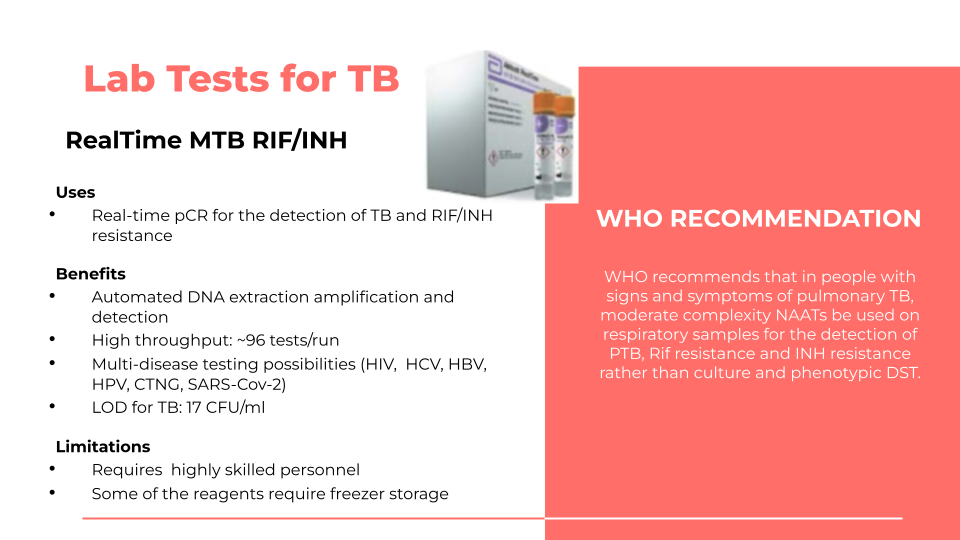 Lab Tests for TB
RealTime MTB RIF/INH
Uses
• Real-time pCR for the detection of TB and RIF/INH
resistance
Benefits
• Automated DNA extraction amplification and
detection
• High throughput: ~96 tests/run
• Multi-disease testing possibilities (HIV,  HCV, HBV,
HPV, CTNG, SARS-Cov-2)
• LOD for TB: 17 CFU/ml
Limitations
• Requires  highly skilled personnel
• Some of the reagents require freezer storage
WHO RECOMMENDATION
WHO recommends that in people with
signs and symptoms of pulmonary TB,
moderate complexity NAATs be used on
respiratory samples for the detection of
PTB, Rif resistance and INH resistance
rather than culture and phenotypic DST.